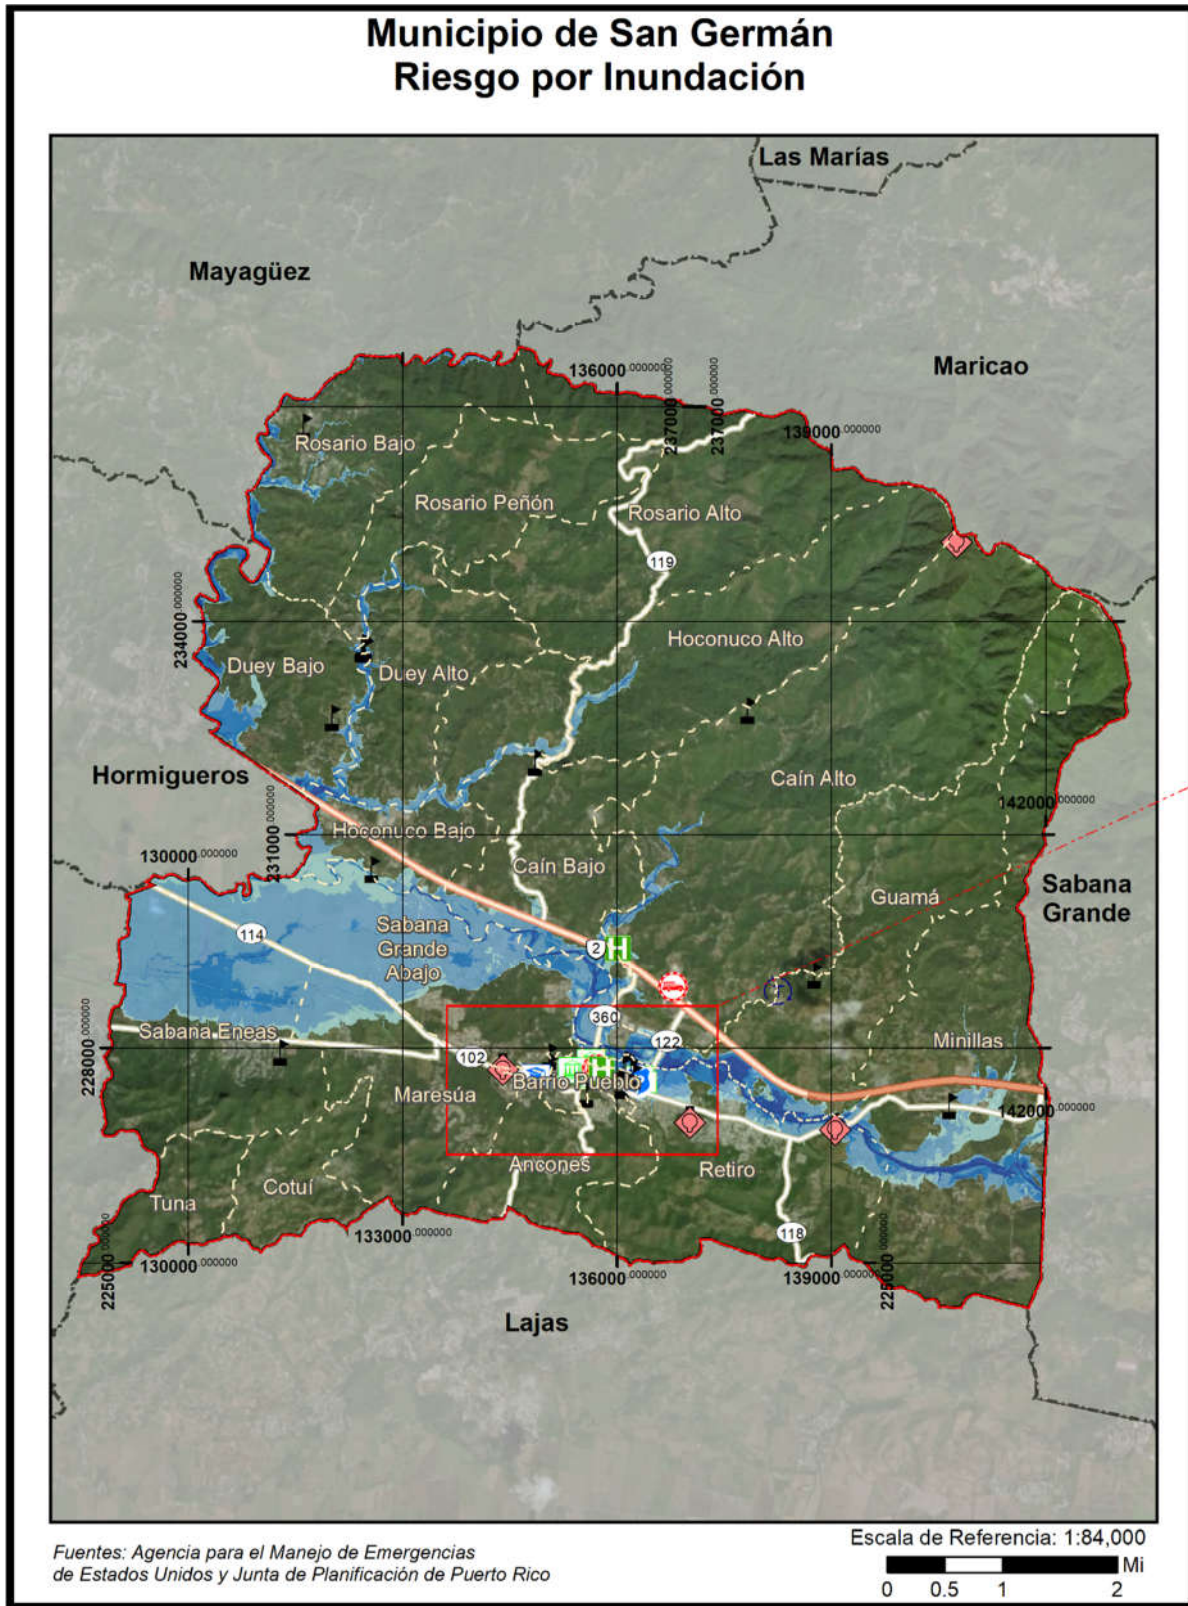 Municipio de San Germán
Riesgo por Inundación
Las Marías
Mayagüez
Maricao
136000.000000
237000.000000
237000.000000
139000.000000
Rosario Bajo
Rosario Peñón
Rosario Alto
119
234000.000000
Hoconuco Alto
Duey Bajo
Duey Alto
Hormigueros
Caín Alto
142000.000000
231000.000000
Hoconuco Bajo
130000.000000
Caín Bajo
Guamá
Sabana
Grande
Sabana
Grande
Abajo
114
2
H
360
Sabana Eneas
122
Minillas
228000.000000
102
H
Barrio Pueblo
Maresúa
142000.000000
Ancones
Retiro
Cotuí
Tuna
133000.000000
118
225000.000000
130000.000000
136000.000000
139000.000000
225000.000000
Lajas
Escala de Referencia: 1:84,000
Mi
0 0.5 1 2
Fuentes: Agencia para el Manejo de Emergencias
de Estados Unidos y Junta de Planificación de Puerto Rico